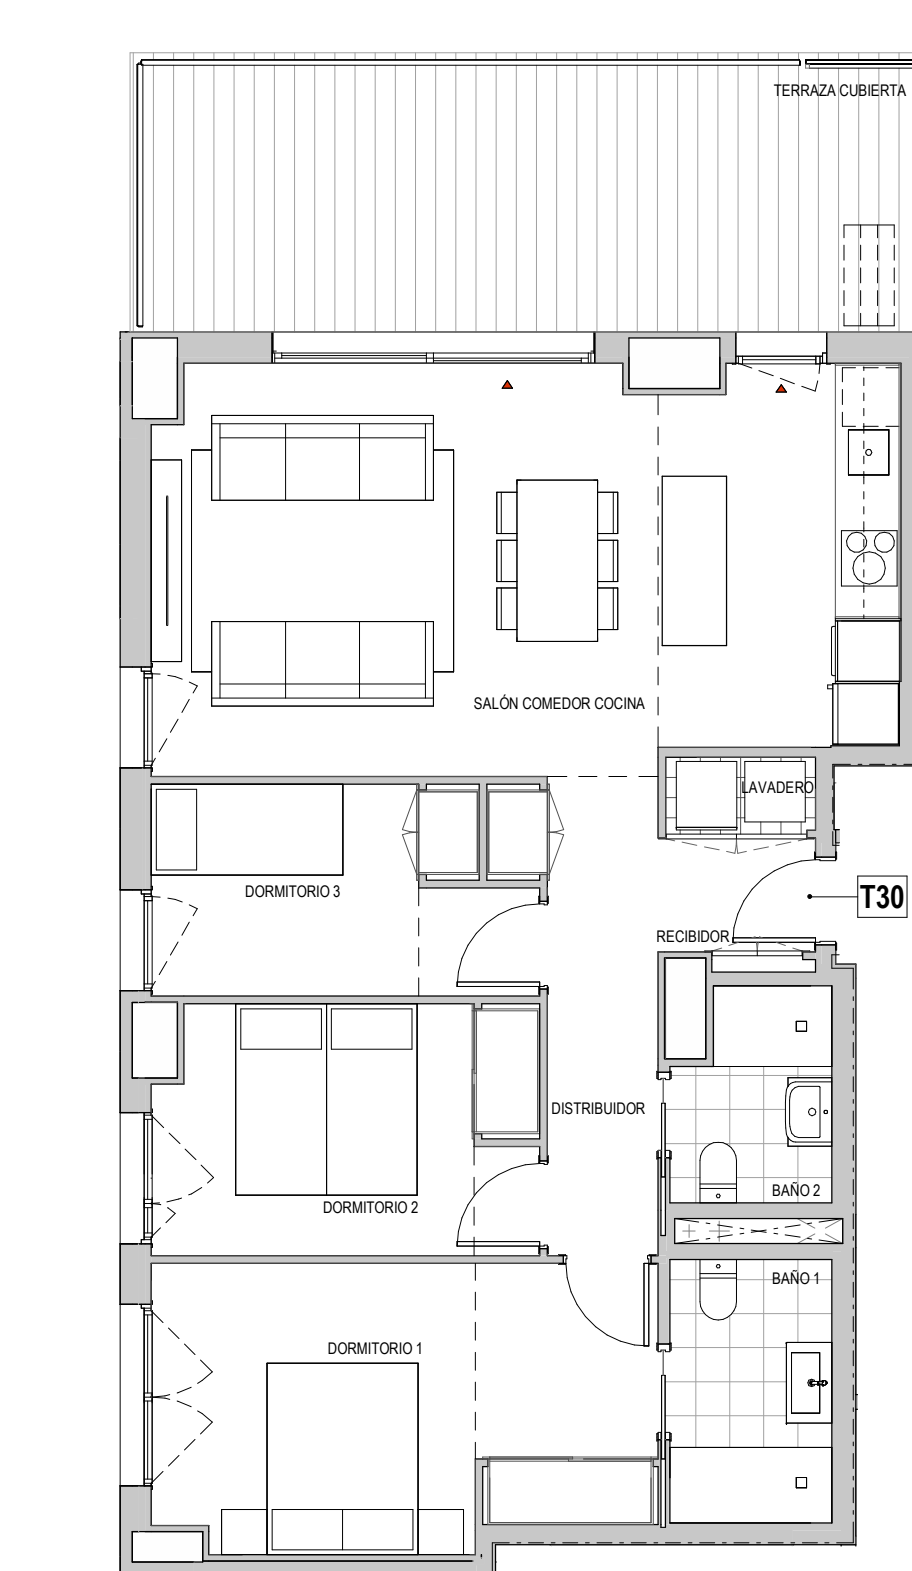 TERRAZA CUBIERTA
SALÓN COMEDOR COCINA
LAVADERO
DORMITORIO 3
T30
RECIBIDOR
DISTRIBUIDOR
BAÑO 2
DORMITORIO 2
BAÑO 1
DORMITORIO 1